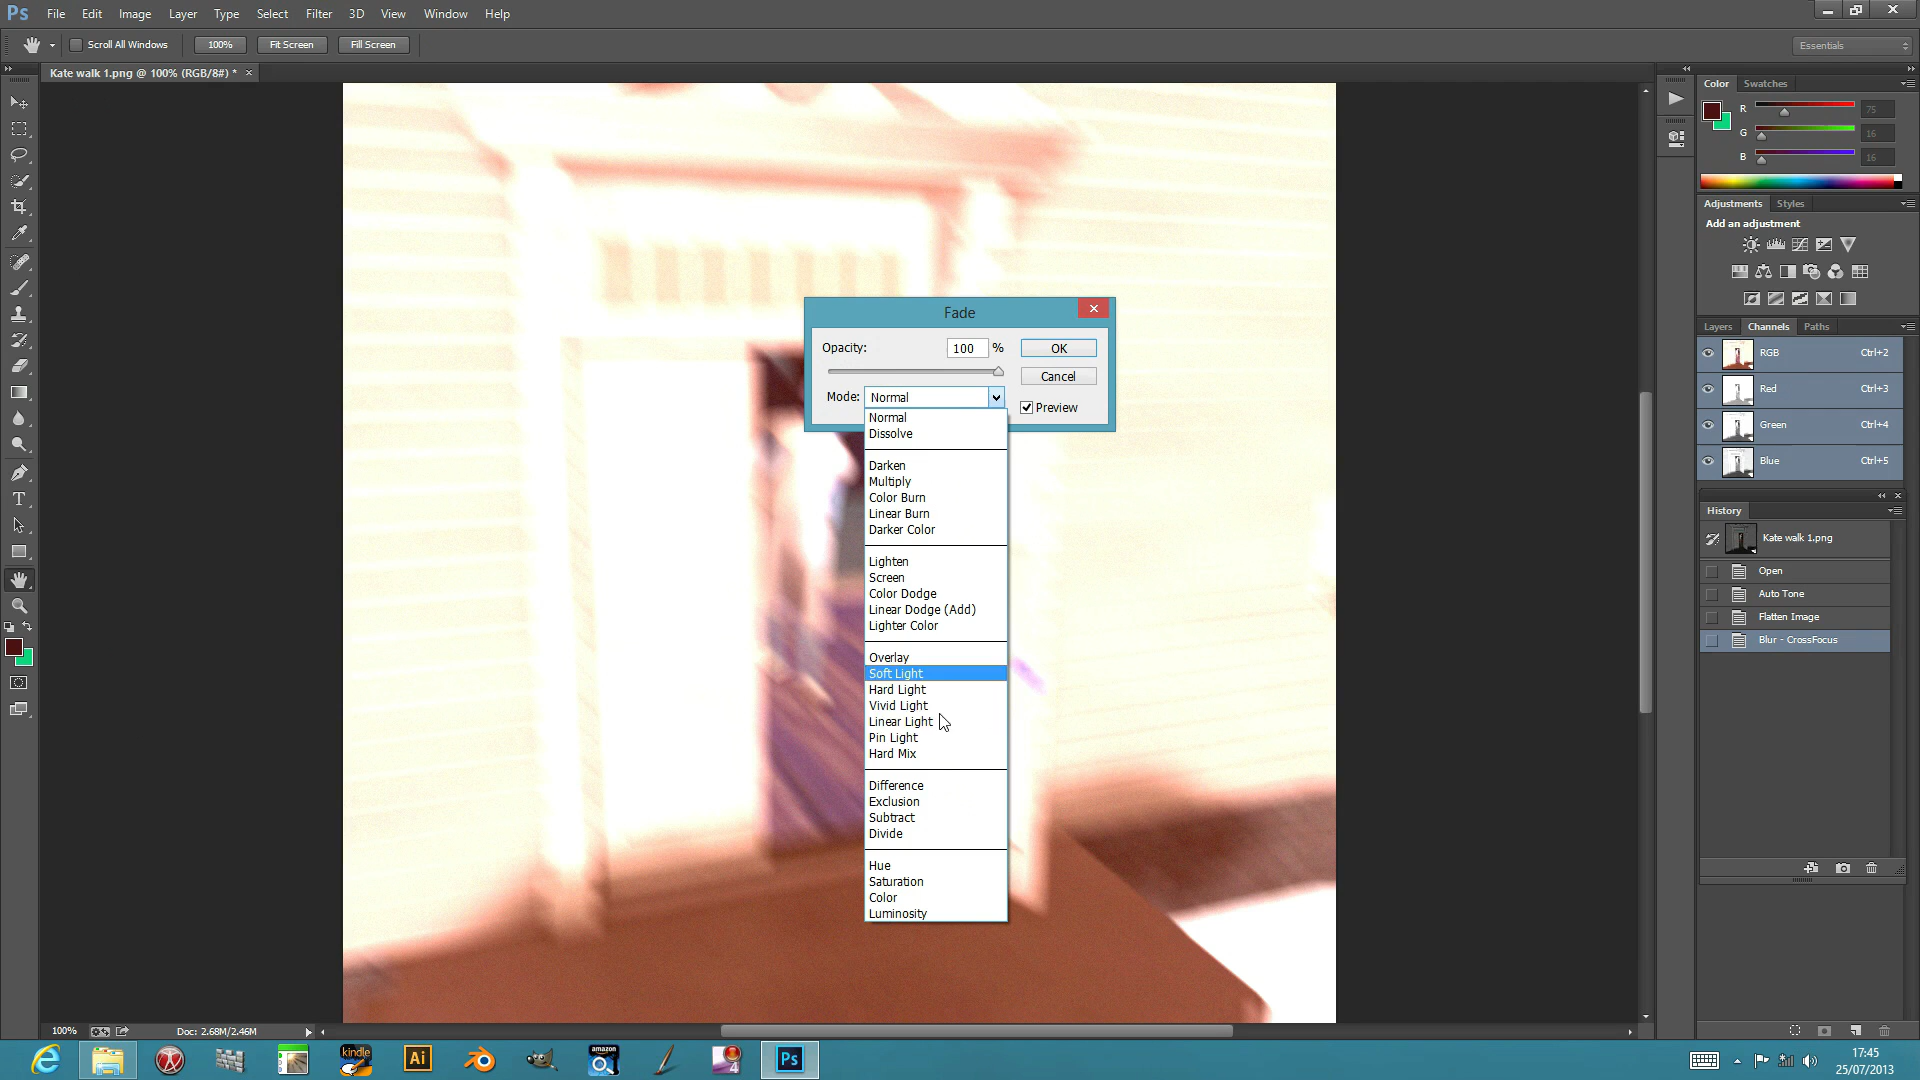 Ps File Edit Image Layer Type Select Filter 3D View Window Help
Scroll All Windows 100% Fit Screen Fill Screen Essentials
Kate walk 1.png @ 100% (RGB/8#) * ×
Color Swatches
R 75
G 16
B 16
Adjustments Styles
Add an adjustment
Layers Channels Paths
RGB Ctrl+2
Red Ctrl+3
Green Ctrl+4
Blue Ctrl+5
History
Kate walk 1.png
Open
Auto Tone
Flatten Image
Blur - CrossFocus
Fade
Opacity: 100 % OK
Cancel
Mode: Normal
Preview
Normal
Dissolve
Darken
Multiply
Color Burn
Linear Burn
Darker Color
Lighten
Screen
Color Dodge
Linear Dodge (Add)
Lighter Color
Overlay
Soft Light
Hard Light
Vivid Light
Linear Light
Pin Light
Hard Mix
Difference
Exclusion
Subtract
Divide
Hue
Saturation
Color
Luminosity
T
100% Doc: 2.68M/2.46M
kindle Ai amazon 4 Ps
17:45
25/07/2013